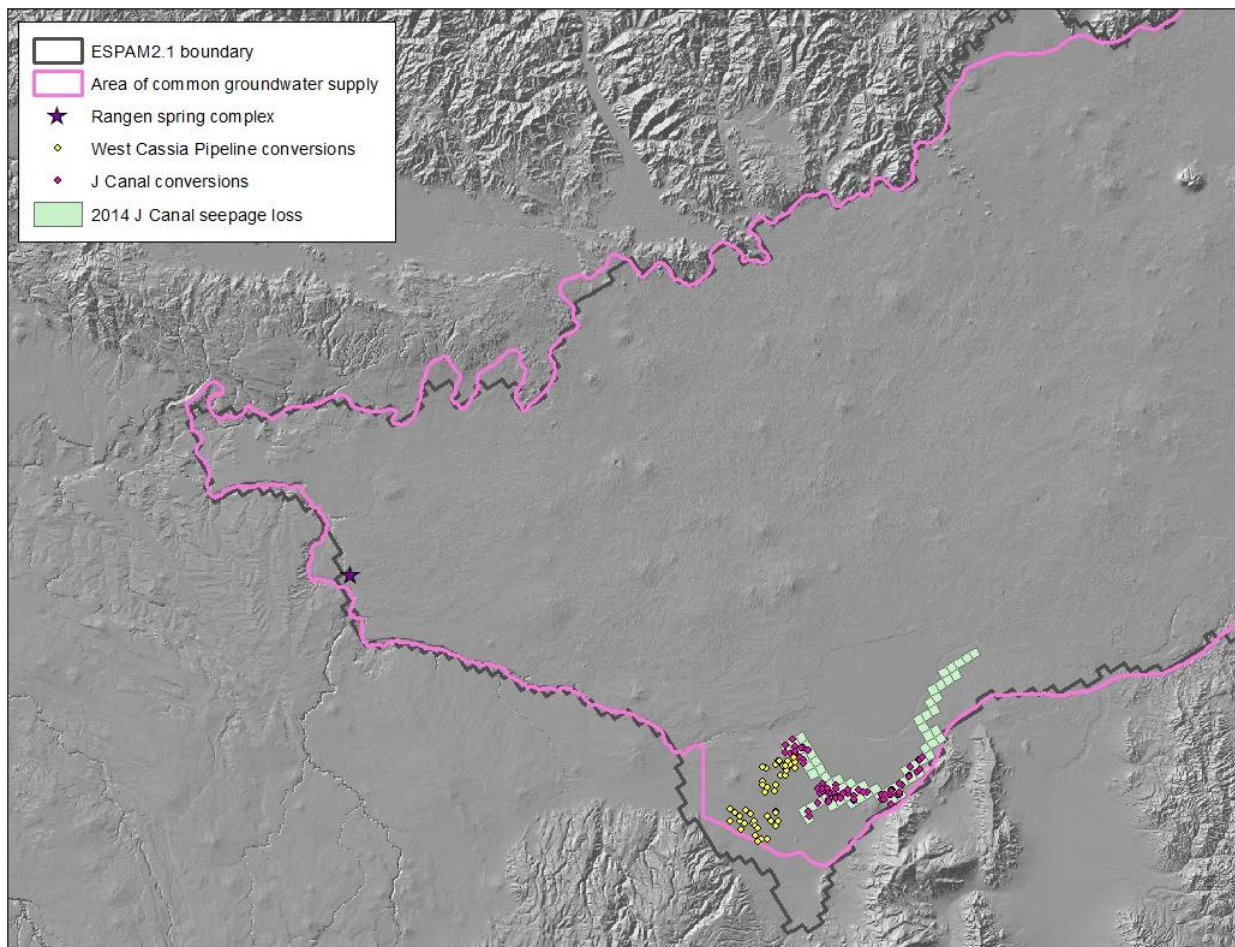 ESPAM2.1 boundary
Area of common groundwater supply
Rangen spring complex
West Cassia Pipeline conversions
J Canal conversions
2014 J Canal seepage loss